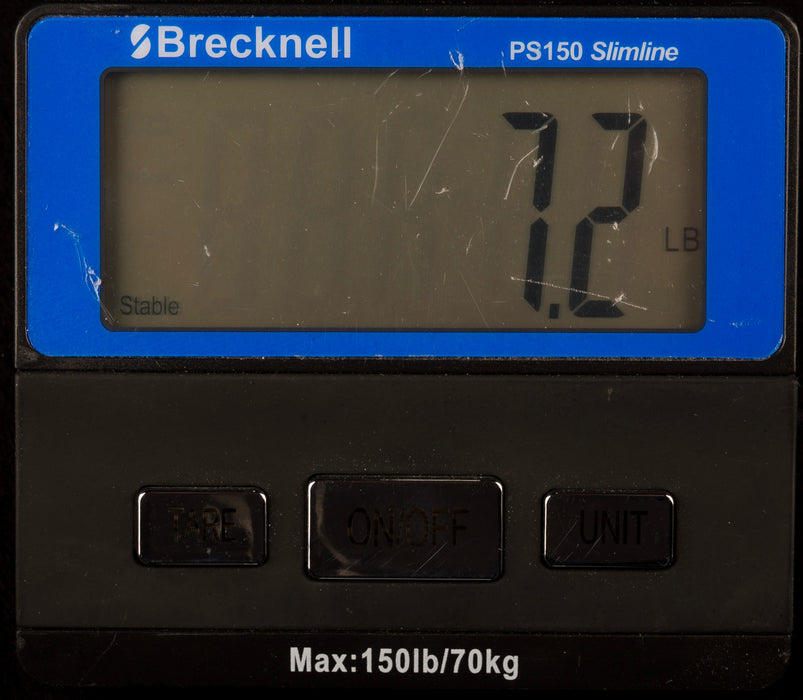 Brecknell
PS150 Slimline
7.2
LB
Stable
TARE ON/OFF UNIT
Max:150lb/70kg